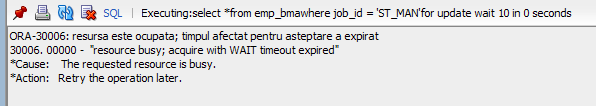 SQL | Executing:select *from emp_bmawhere job_id = 'ST_MAN'for update wait 10 in 0 seconds
ORA-30006: resursa este ocupata; timpul afectat pentru asteptare a expirat
30006. 00000 - "resource busy; acquire with WAIT timeout expired"
*Cause: The requested resource is busy.
*Action: Retry the operation later.